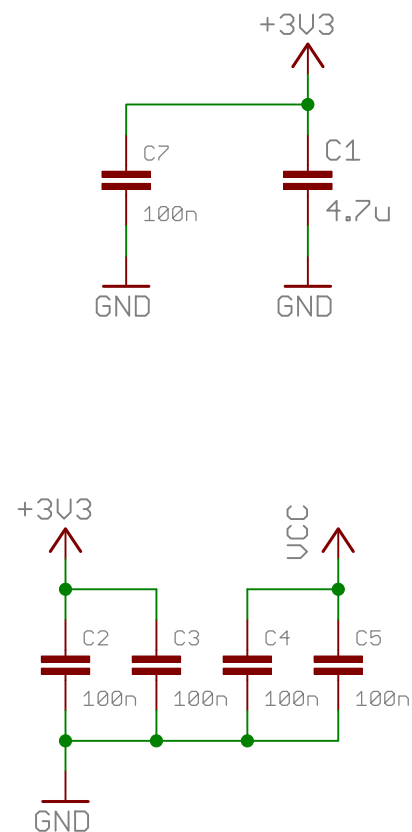 +3V3
C7
C1
100n
4.7u
GND
GND
+3V3
VCC
C2
C3
C4
C5
100n
100n
100n
100n
GND